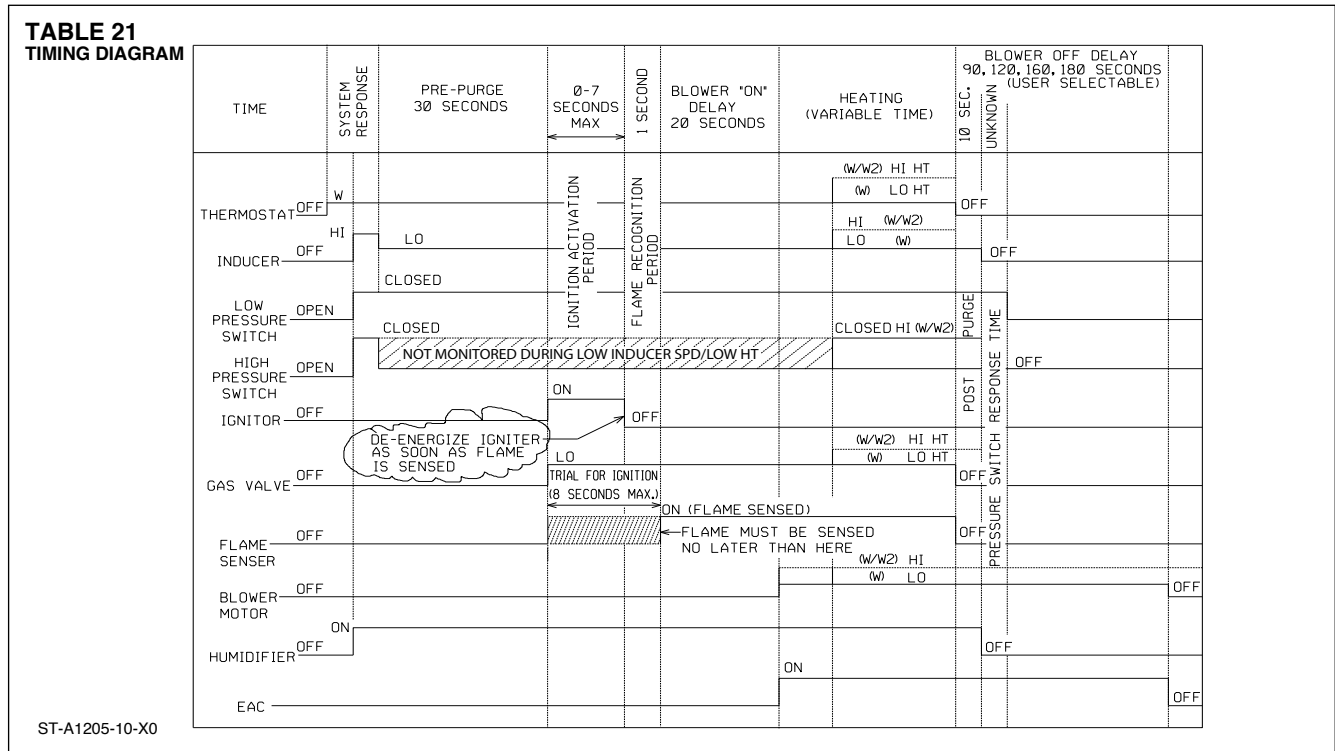 TABLE 21
TIMING DIAGRAM
TIME
SYSTEM
RESPONSE
PRE-PURGE
30 SECONDS
0-7
SECONDS
MAX
1 SECOND
BLOWER "ON"
DELAY
20 SECONDS
HEATING
(VARIABLE TIME)
10 SEC.
UNKNOWN
BLOWER OFF DELAY
90,120,160,180 SECONDS
(USER SELECTABLE)
IGNITION ACTIVATION
PERIOD
FLAME RECOGNITION
PERIOD
POST PURGE
PRESSURE SWITCH RESPONSE TIME
THERMOSTAT
OFF
W
(W/W2) HI HT
(W) LO HT
OFF
INDUCER
OFF
HI
LO
HI (W/W2)
LO (W)
OFF
LOW
PRESSURE
SWITCH
OPEN
CLOSED
HIGH
PRESSURE
SWITCH
OPEN
CLOSED
NOT MONITORED DURING LOW INDUCER SPD/LOW HT
CLOSED HI (W/W2)
OFF
IGNITOR
OFF
ON
OFF
DE-ENERGIZE IGNITER
AS SOON AS FLAME
IS SENSED
GAS VALVE
OFF
LO
TRIAL FOR IGNITION
(8 SECONDS MAX.)
(W/W2) HI HT
(W) LO HT
OFF
FLAME
SENSER
OFF
ON (FLAME SENSED)
FLAME MUST BE SENSED
NO LATER THAN HERE
OFF
BLOWER
MOTOR
OFF
(W/W2) HI
(W) LO
OFF
HUMIDIFIER
OFF
ON
OFF
EAC
ON
OFF
ST-A1205-10-X0